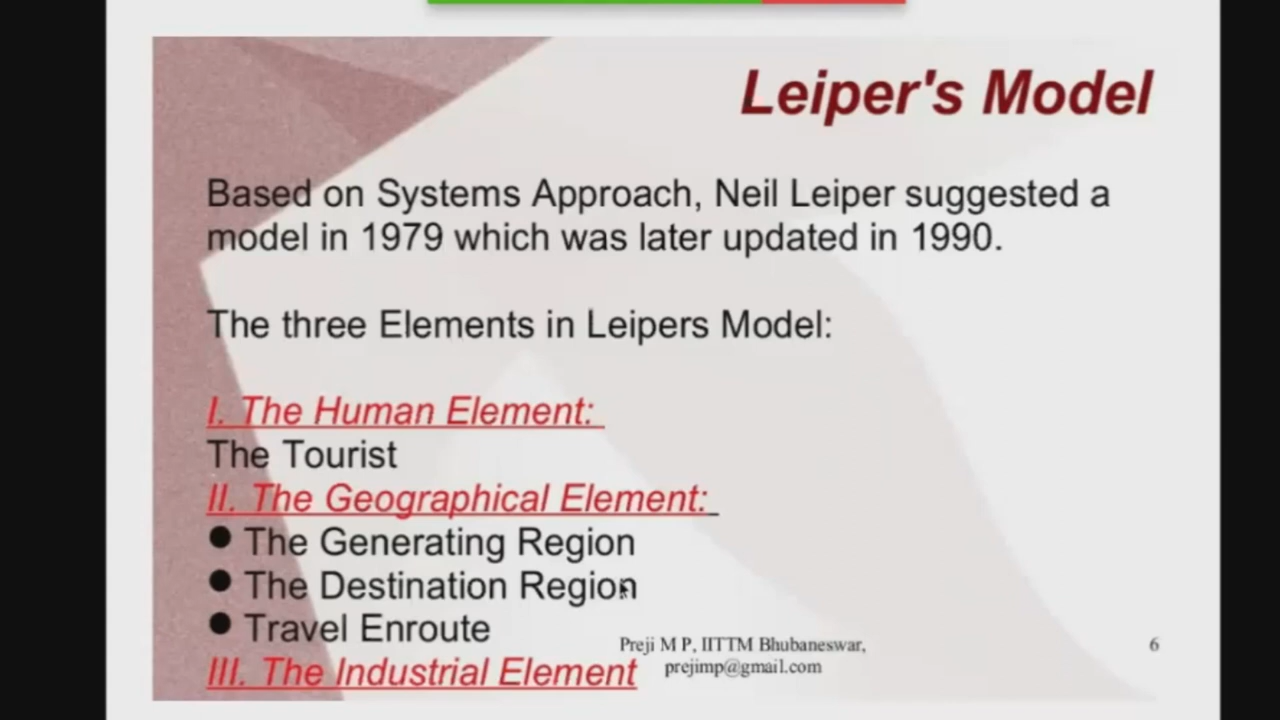 Leiper's Model
Based on Systems Approach, Neil Leiper suggested a
model in 1979 which was later updated in 1990.
The three Elements in Leipers Model:
I. The Human Element:
The Tourist
II. The Geographical Element:
● The Generating Region
● The Destination Region
● Travel Enroute
III. The Industrial Element
Preji M P, IITTM Bhubaneswar,
prejimp@gmail.com
6